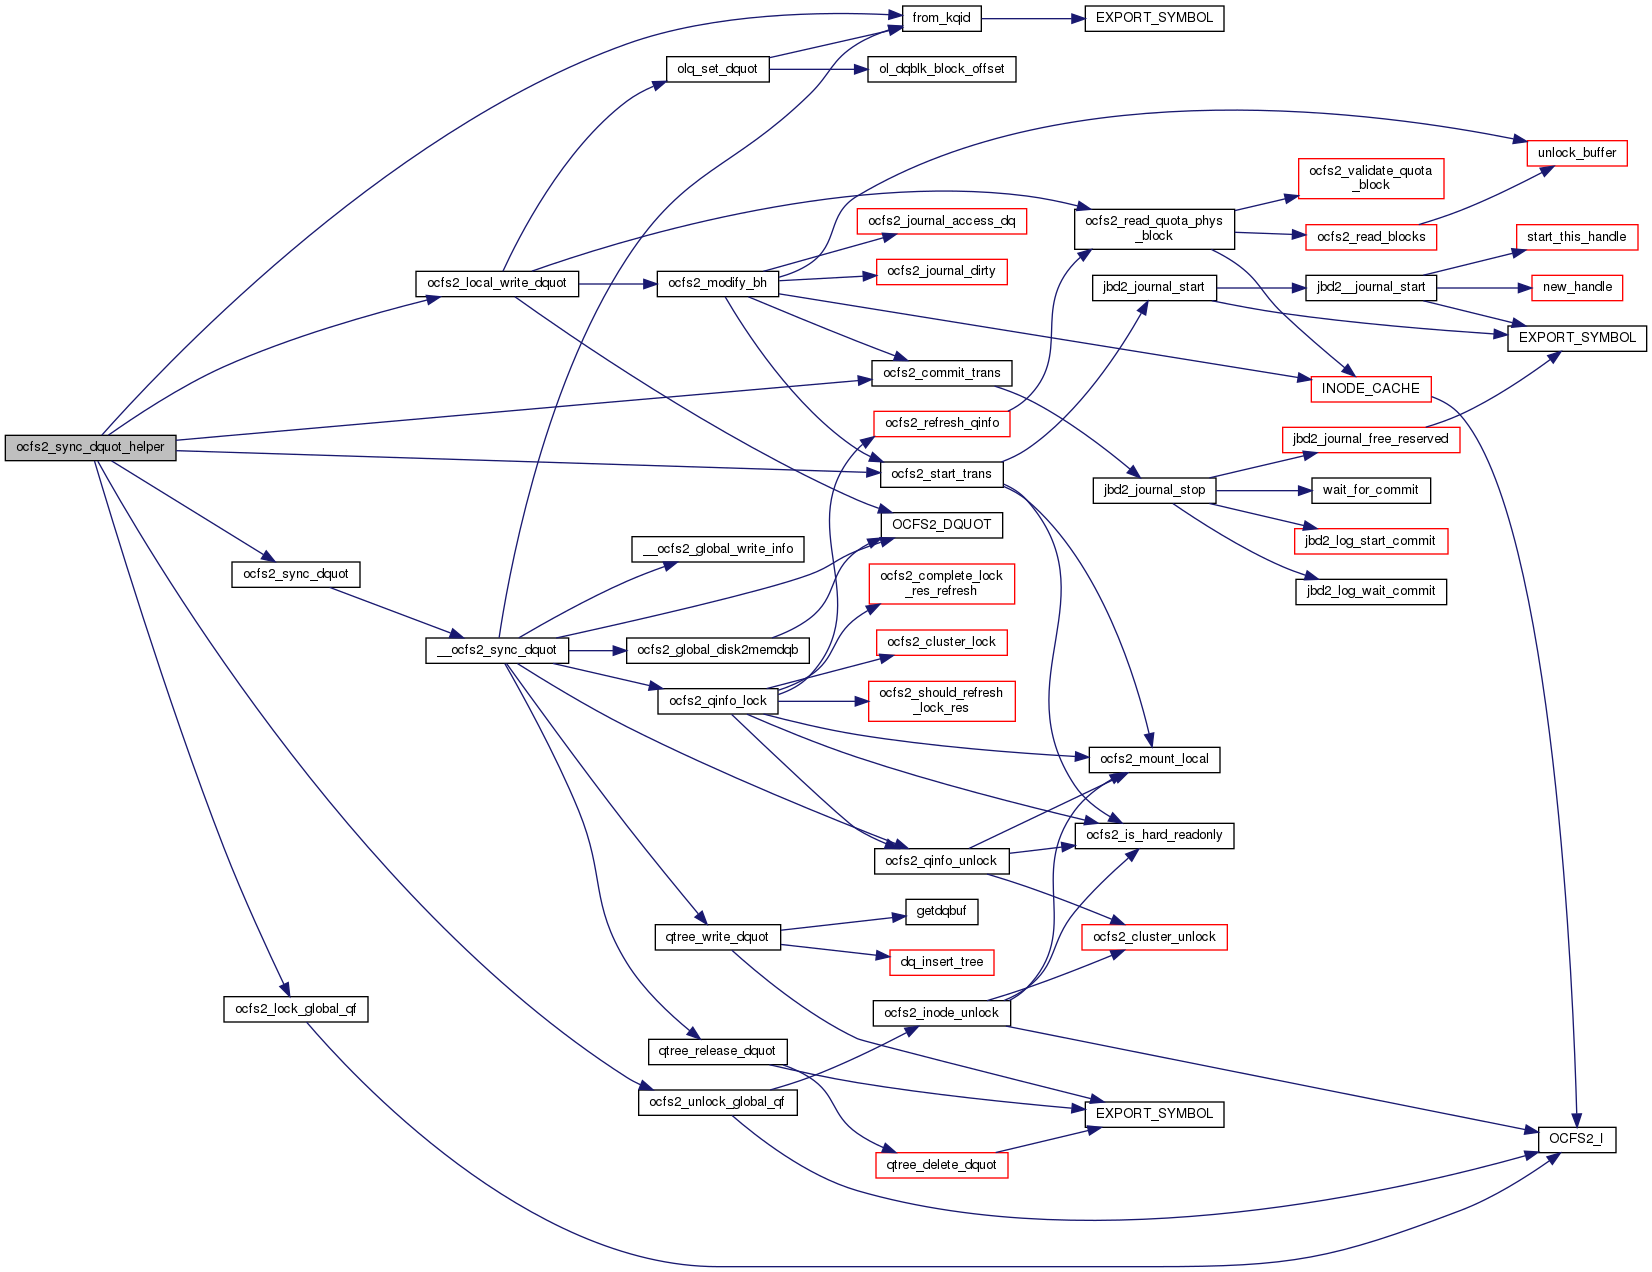 from_kqid
EXPORT_SYMBOL
olq_set_dquot
ol_dqblk_block_offset
unlock_buffer
ocfs2_validate_quota
_block
ocfs2_journal_access_dq
ocfs2_read_quota_phys
_block
ocfs2_read_blocks
start_this_handle
ocfs2_local_write_dquot
ocfs2_modify_bh
ocfs2_journal_dirty
jbd2_journal_start
jbd2__journal_start
new_handle
EXPORT_SYMBOL
ocfs2_commit_trans
INODE_CACHE
ocfs2_refresh_qinfo
jbd2_journal_free_reserved
ocfs2_sync_dquot_helper
ocfs2_start_trans
jbd2_journal_stop
wait_for_commit
OCFS2_DQUOT
jbd2_log_start_commit
__ocfs2_global_write_info
ocfs2_sync_dquot
ocfs2_complete_lock
_res_refresh
jbd2_log_wait_commit
__ocfs2_sync_dquot
ocfs2_global_disk2memdqb
ocfs2_cluster_lock
ocfs2_qinfo_lock
ocfs2_should_refresh
_lock_res
ocfs2_mount_local
ocfs2_is_hard_readonly
ocfs2_qinfo_unlock
getdqbuf
qtree_write_dquot
ocfs2_cluster_unlock
dq_insert_tree
ocfs2_lock_global_qf
ocfs2_inode_unlock
qtree_release_dquot
ocfs2_unlock_global_qf
EXPORT_SYMBOL
OCFS2_I
qtree_delete_dquot